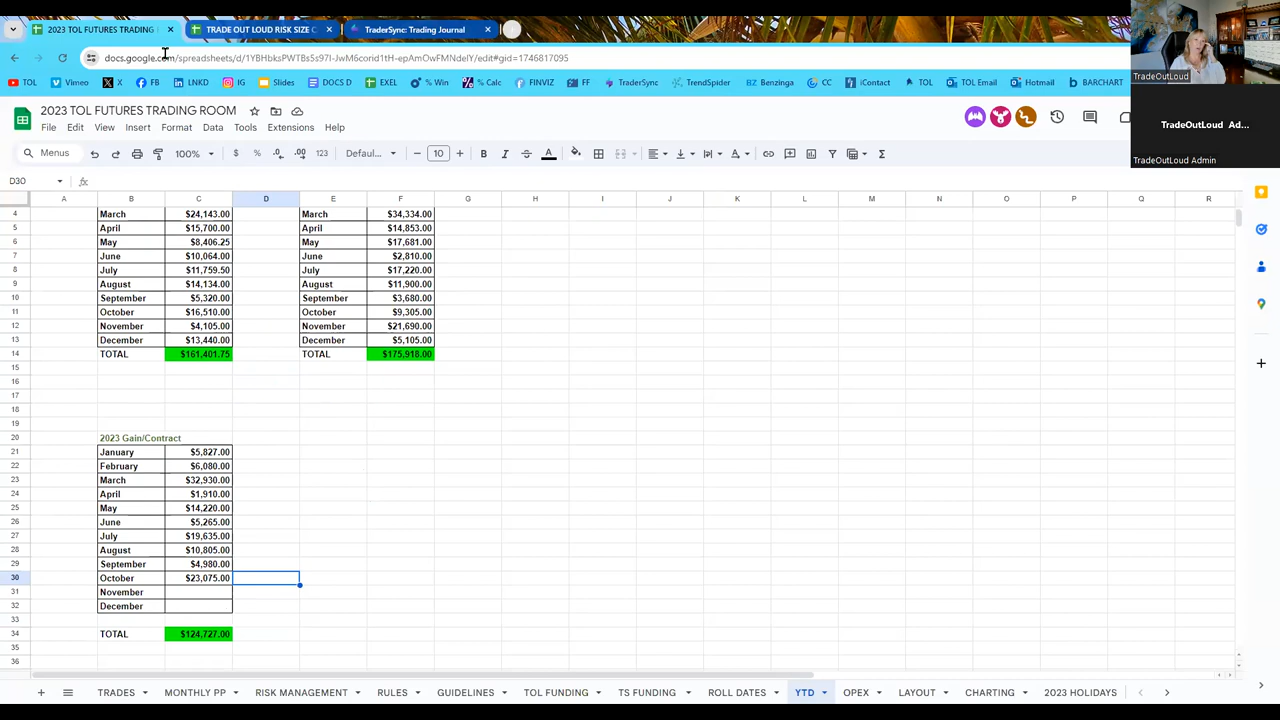 2023 TOL FUTURES TRADING
TRADE OUT LOUD RISK SIZE C
TraderSync: Trading Journal
docs.google.com/spreadsheets/d/1YBHbksPWTBs5s97I-JwM6corid1tH-epAmOwFMNdelY/edit#gid=1746817095
TOL Vimeo X FB LNKD IG Slides DOCS D EXEL % Win % Calc FINVIZ FF TraderSync TrendSpider Benzinga CC iContact TOL TOL Email Hotmail BARCHART
TradeOutLoud
TradeOutLoud Ad...
TradeOutLoud Admin
2023 TOL FUTURES TRADING ROOM
File Edit View Insert Format Data Tools Extensions Help
Menus 100% $ % .0 .00 123 Defaul... 10 B I A
D30 fx
A B C D E F G H I J K L M N O P Q R
4 March $24,143.00 March $34,334.00
5 April $15,700.00 April $14,853.00
6 May $8,406.25 May $17,681.00
7 June $10,064.00 June $2,810.00
8 July $11,759.50 July $17,220.00
9 August $14,134.00 August $11,900.00
10 September $5,320.00 September $3,680.00
11 October $16,510.00 October $9,305.00
12 November $4,105.00 November $21,690.00
13 December $13,440.00 December $5,105.00
14 TOTAL $161,401.75 TOTAL $175,918.00
15
16
17
18
19
20 2023 Gain/Contract
21 January $5,827.00
22 February $6,080.00
23 March $32,930.00
24 April $1,910.00
25 May $14,220.00
26 June $5,265.00
27 July $19,635.00
28 August $10,805.00
29 September $4,980.00
30 October $23,075.00
31 November
32 December
33
34 TOTAL $124,727.00
35
36
TRADES MONTHLY PP RISK MANAGEMENT RULES GUIDELINES TOL FUNDING TS FUNDING ROLL DATES YTD OPEX LAYOUT CHARTING 2023 HOLIDAYS